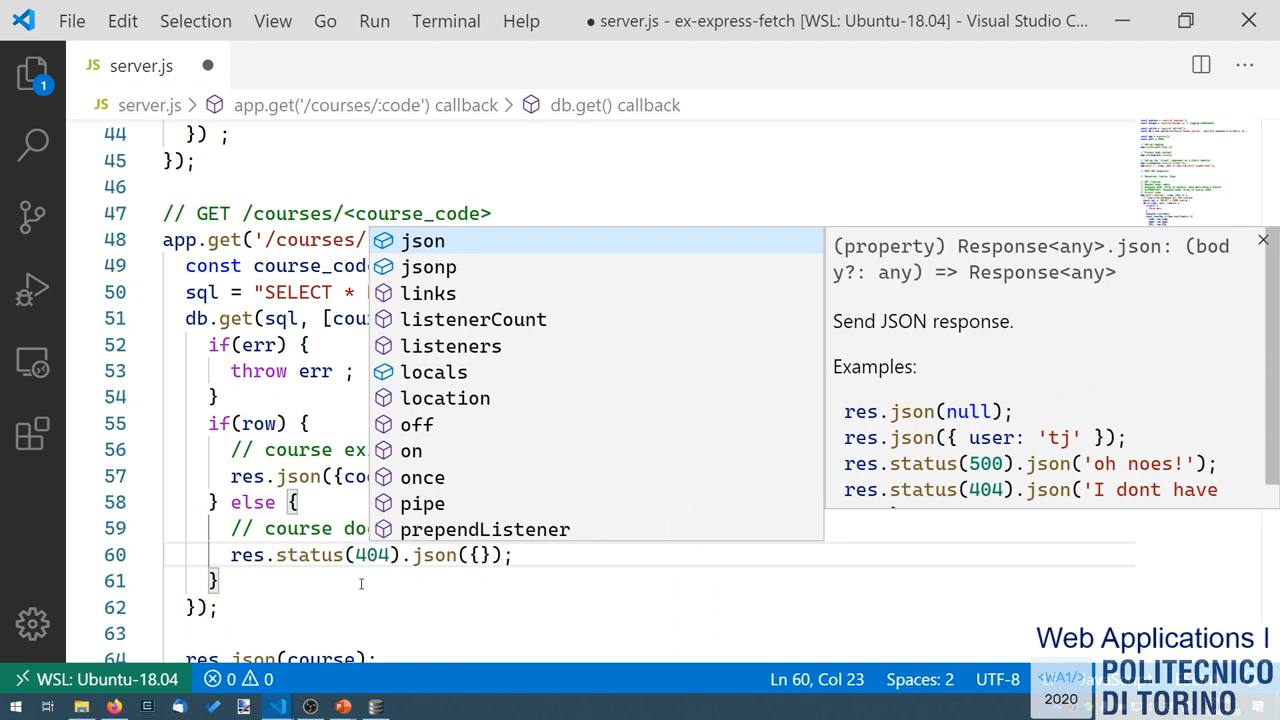 File Edit Selection View Go Run Terminal Help ● server.js - ex-express-fetch [WSL: Ubuntu-18.04] - Visual Studio C...
JS server.js ●
JS server.js > app.get('/courses/:code') callback > db.get() callback
44 }) ;
45 });
46
47 // GET /courses/<course_code>
48 app.get('/courses/
49 const course_cod
50 sql = "SELECT *
51 db.get(sql, [cou
52 if(err) {
53 throw err ;
54 }
55 if(row) {
56 // course ex
57 res.json({co
58 } else {
59 // course do
60 res.status(404).json({});
61 }
62 });
63
64 res.json(course);
json
jsonp
links
listenerCount
listeners
locals
location
off
on
once
pipe
prependListener
(property) Response<any>.json: (bod
y?: any) => Response<any>
Send JSON response.
Examples:
res.json(null);
res.json({ user: 'tj' });
res.status(500).json('oh noes!');
res.status(404).json('I dont have
1
WSL: Ubuntu-18.04 0 0 Ln 60, Col 23 Spaces: 2 UTF-8
Web Applications I
<WA1/>
2020
POLITECNICO
DI TORINO